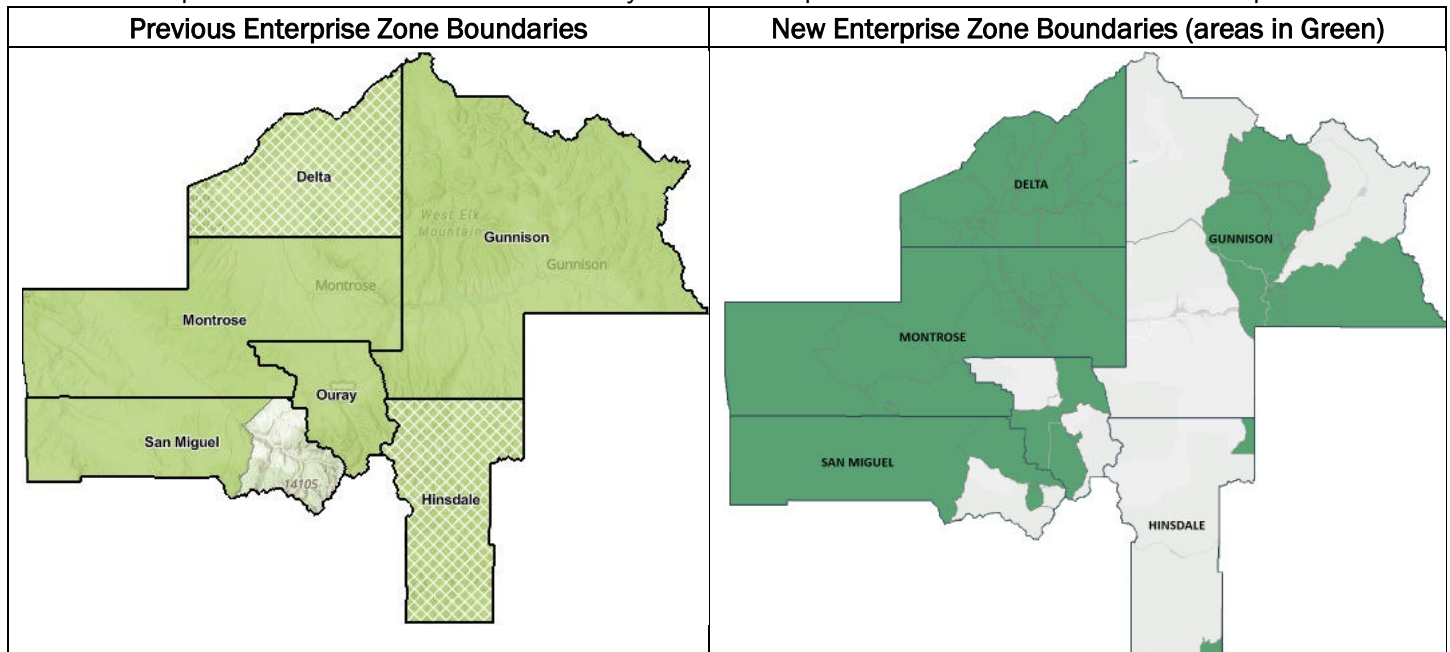 Previous Enterprise Zone Boundaries
New Enterprise Zone Boundaries (areas in Green)
Delta
West Elk
Mountain
Gunnison
Gunnison
Montrose
Montrose
Ouray
San Miguel
14105
Hinsdale
DELTA
GUNNISON
MONTROSE
SAN MIGUEL
HINSDALE